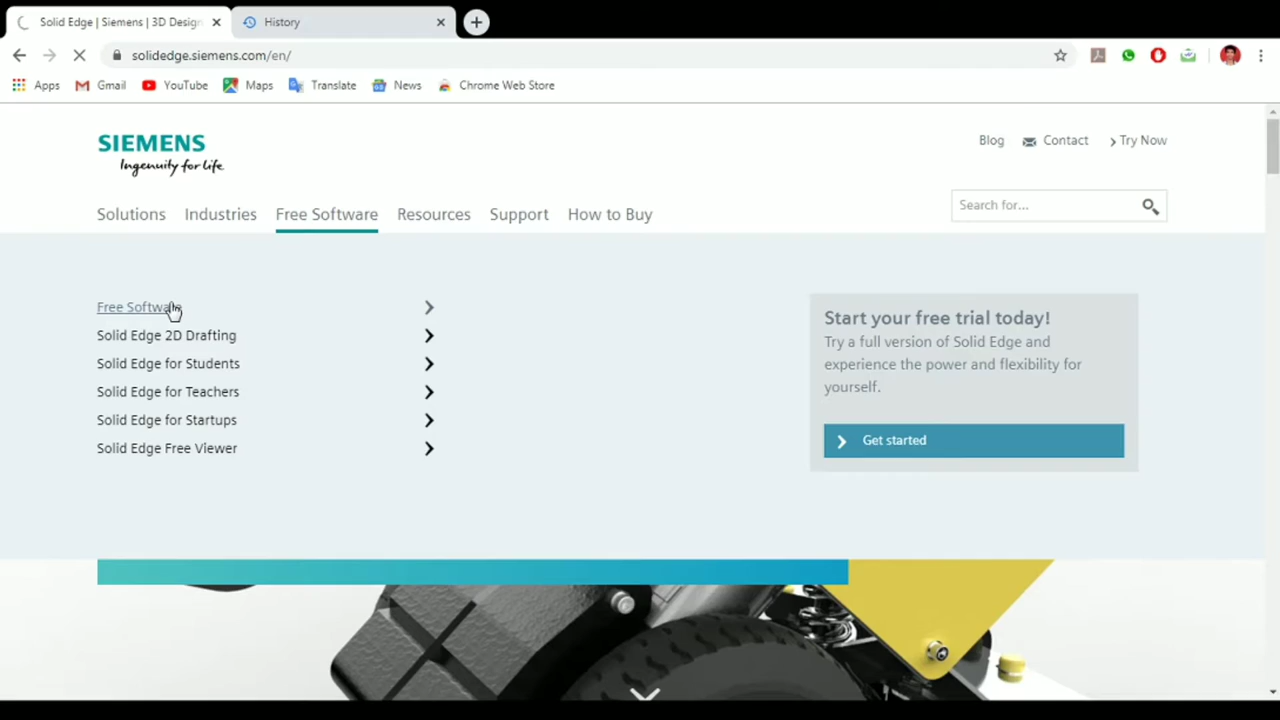 Solid Edge | Siemens | 3D Design
History
solidedge.siemens.com/en/
Apps Gmail YouTube Maps Translate News Chrome Web Store
SIEMENS
Ingenuity for life
Blog Contact Try Now
Solutions Industries Free Software Resources Support How to Buy
Search for...
Free Software
Solid Edge 2D Drafting
Solid Edge for Students
Solid Edge for Teachers
Solid Edge for Startups
Solid Edge Free Viewer
Start your free trial today!
Try a full version of Solid Edge and
experience the power and flexibility for
yourself.
Get started